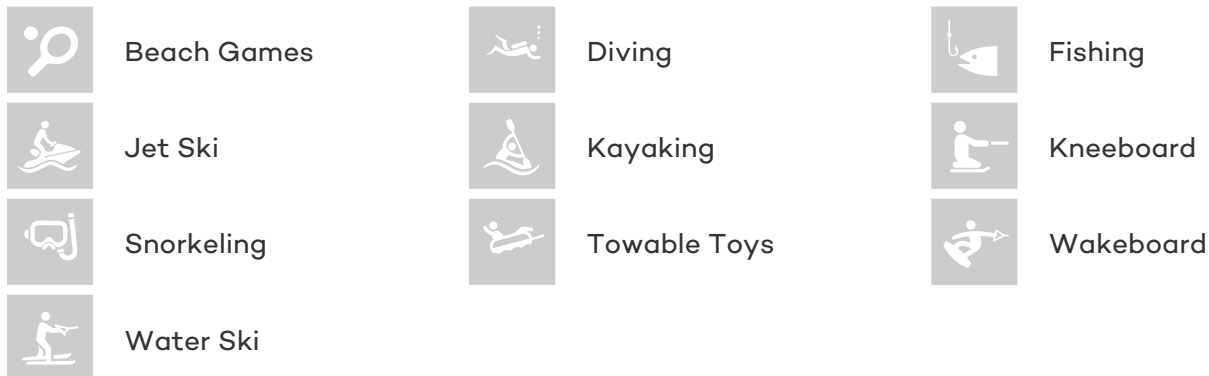 Beach Games
Diving
Fishing
Jet Ski
Kayaking
Kneeboard
Snorkeling
Towable Toys
Wakeboard
Water Ski